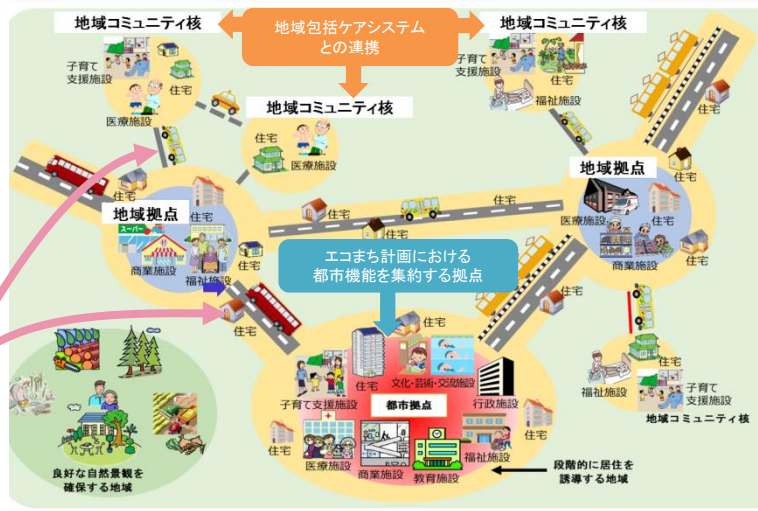 地域コミュニティ核
地域包括ケアシステム
との連携
地域コミュニティ核
子育て
支援施設
住宅
医療施設
地域コミュニティ核
住宅
医療施設
子育て
支援施設
住宅
福祉施設
住宅
地域拠点
住宅
スーパー
商業施設
福祉施設
住宅
住宅
住宅
住宅
地域拠点
住宅
医療施設
住宅
商業施設
住宅
エコまち計画における
都市機能を集約する拠点
住宅
住宅
住宅
文化・芸術・交流施設
子育て支援施設
都市拠点
行政施設
住宅
医療施設
商業施設
教育施設
福祉施設
住宅
住宅
福祉施設
子育て
支援施設
地域コミュニティ核
段階的に居住を
誘導する地域
良好な自然景観を
確保する地域